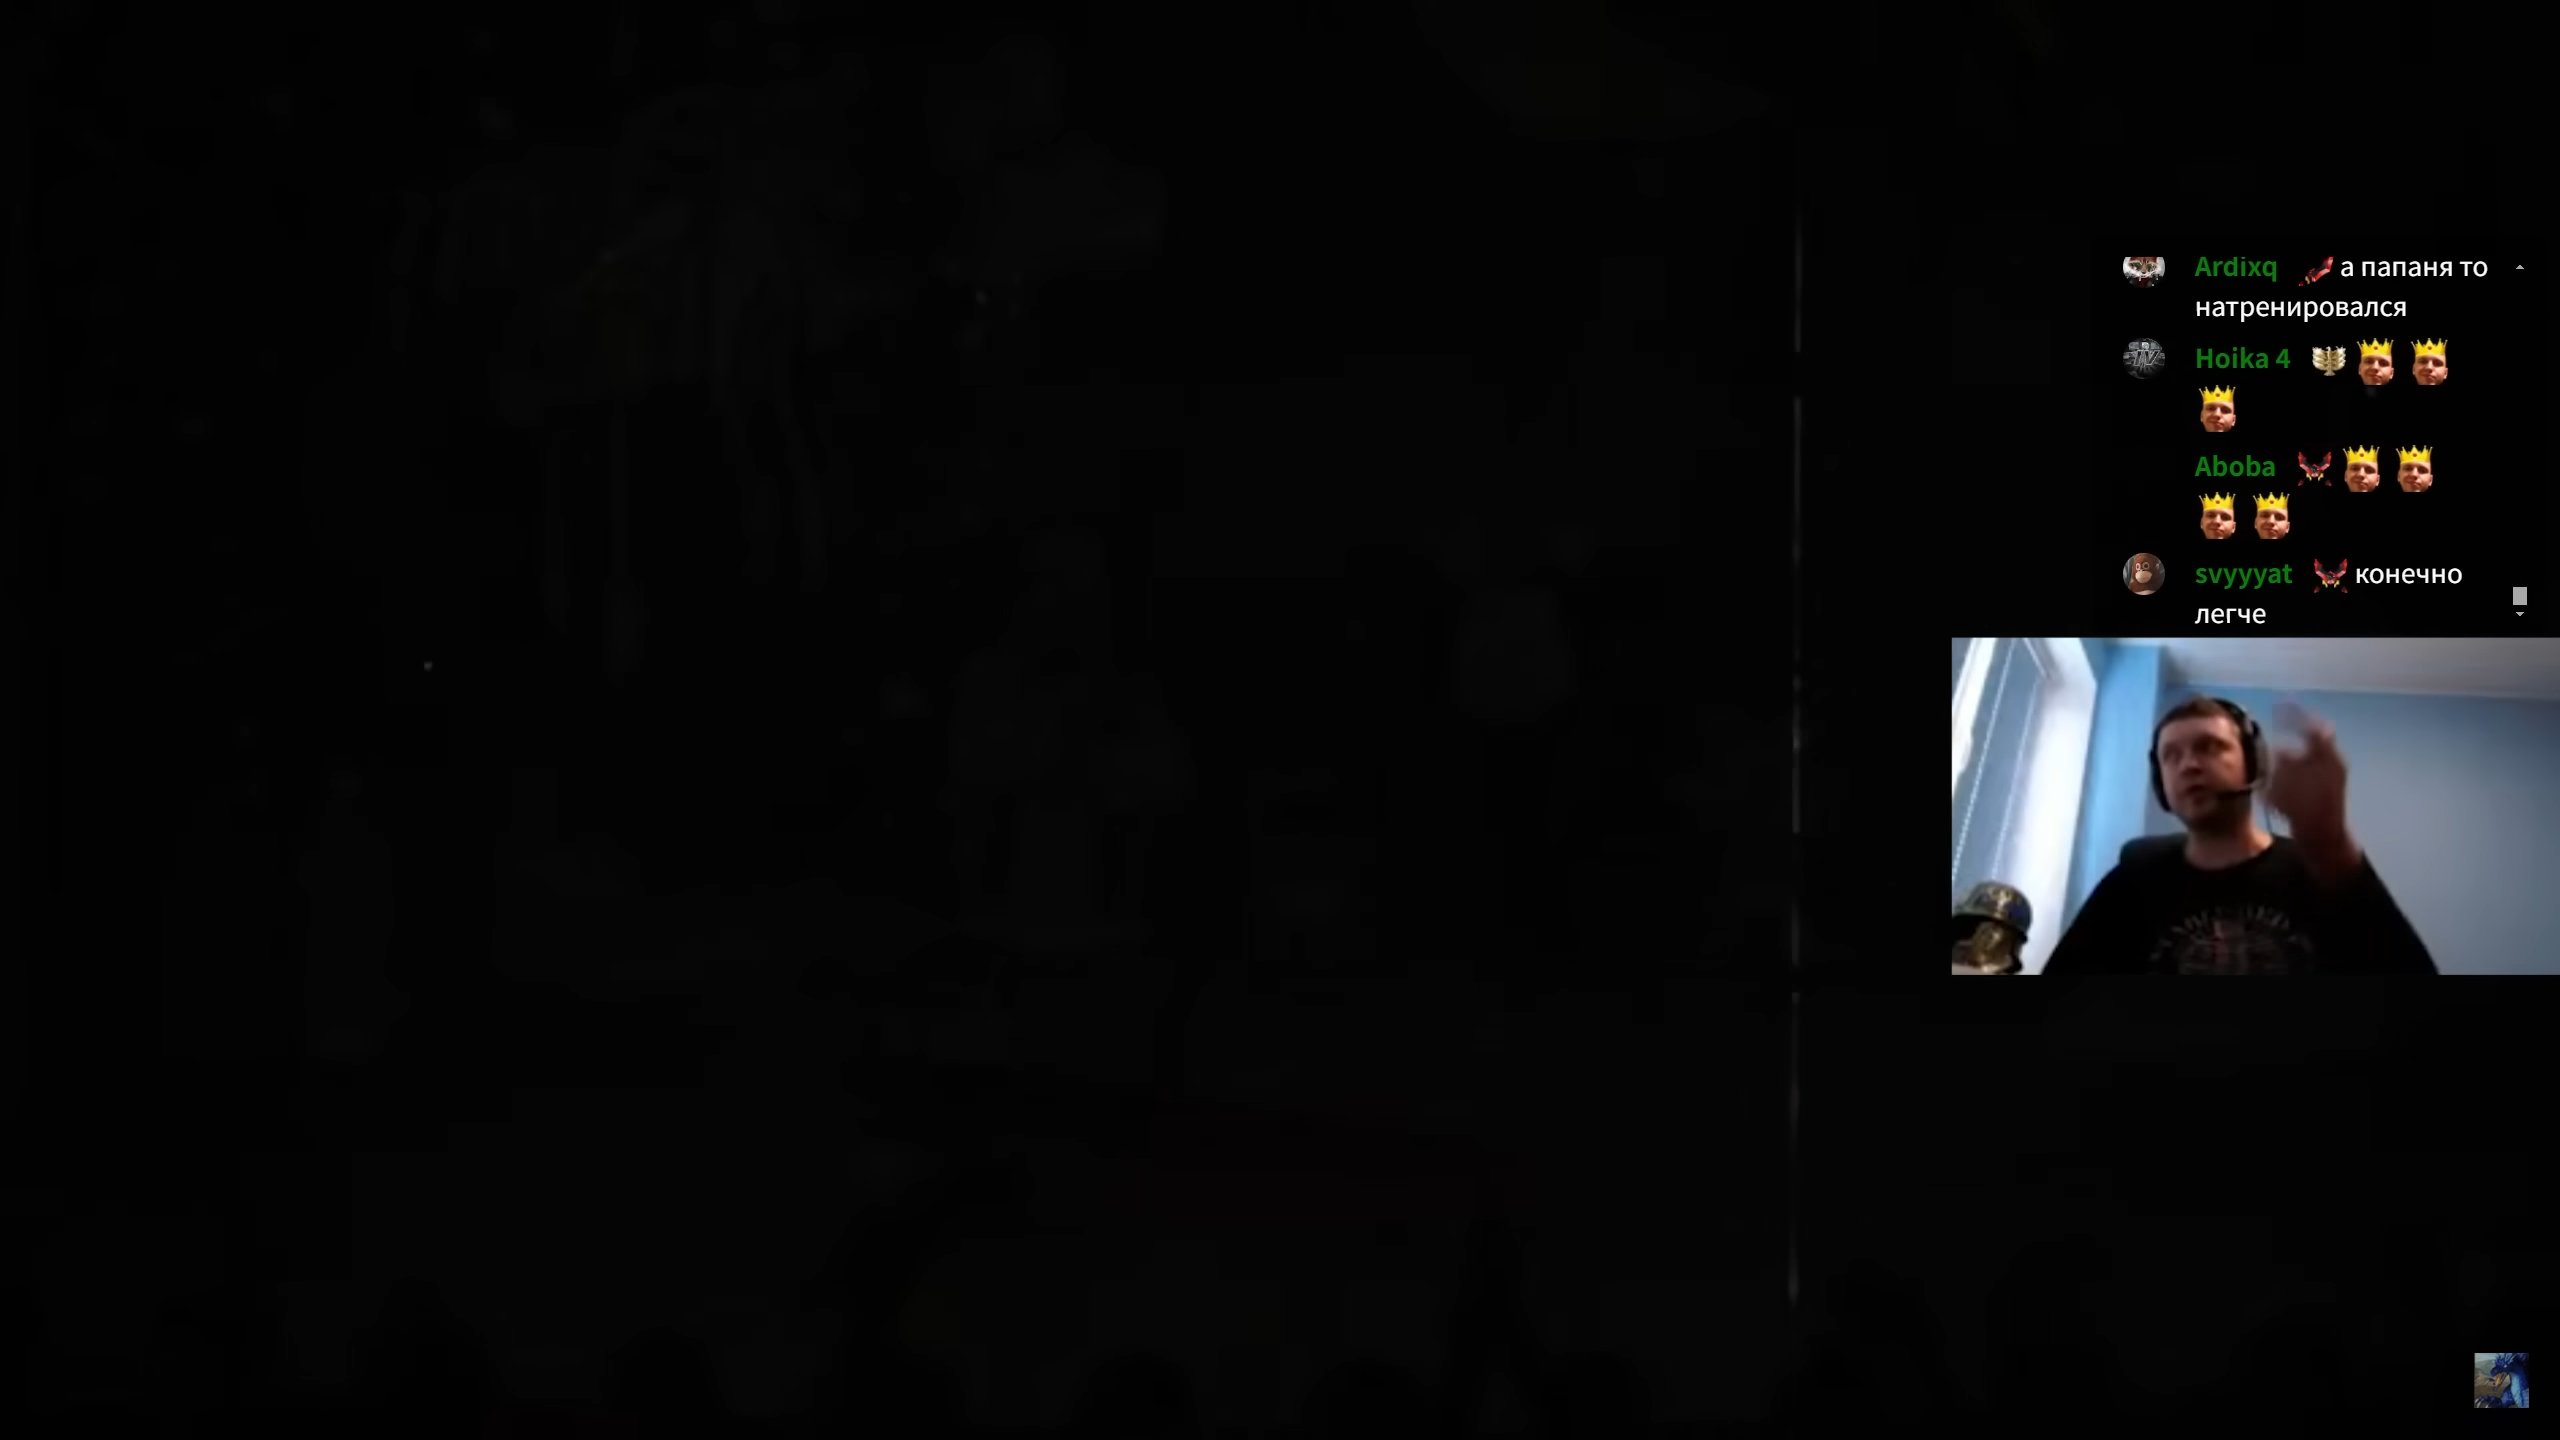 Ardixq а папаня то
натренировался
Hoika 4
Aboba
svyyyat конечно
легче